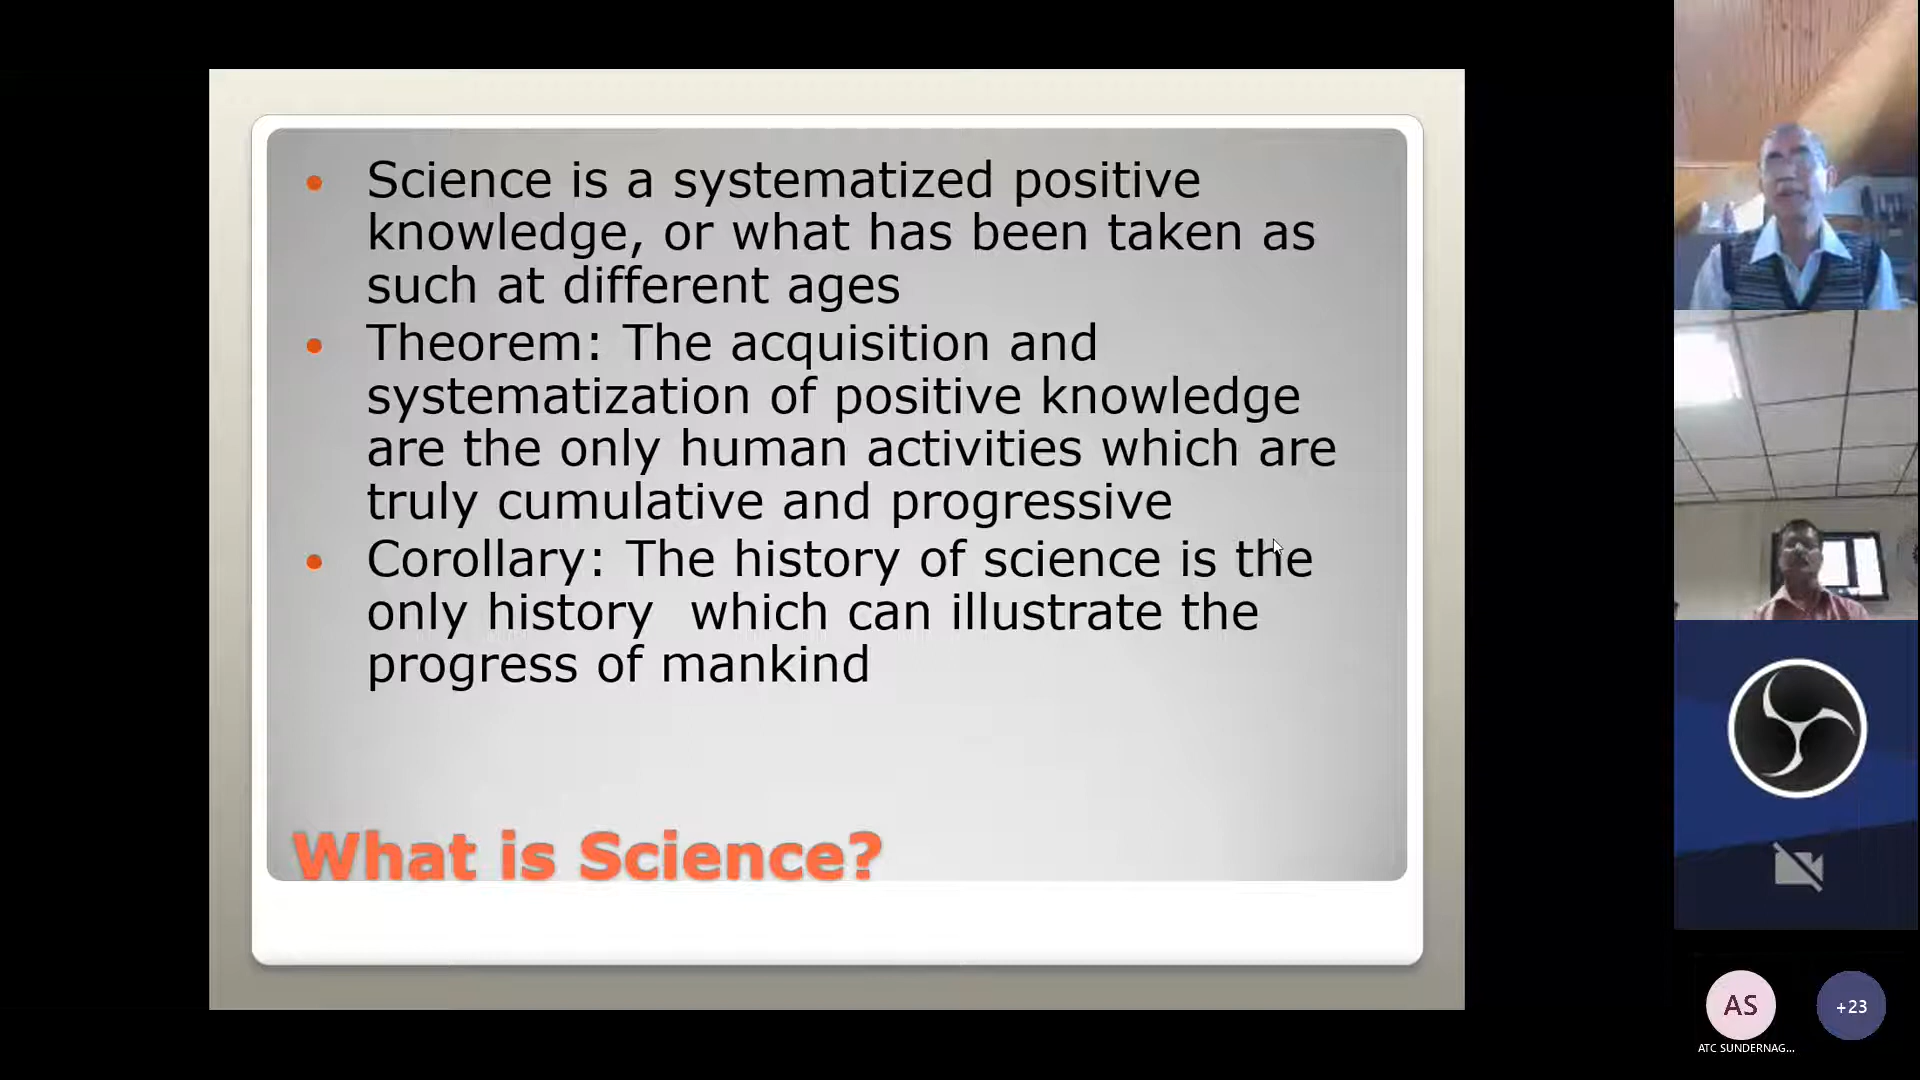 Science is a systematized positive
knowledge, or what has been taken as
such at different ages
Theorem: The acquisition and
systematization of positive knowledge
are the only human activities which are
truly cumulative and progressive
Corollary: The history of science is the
only history which can illustrate the
progress of mankind
What is Science?
AS
+23
ATC SUNDERNAG...